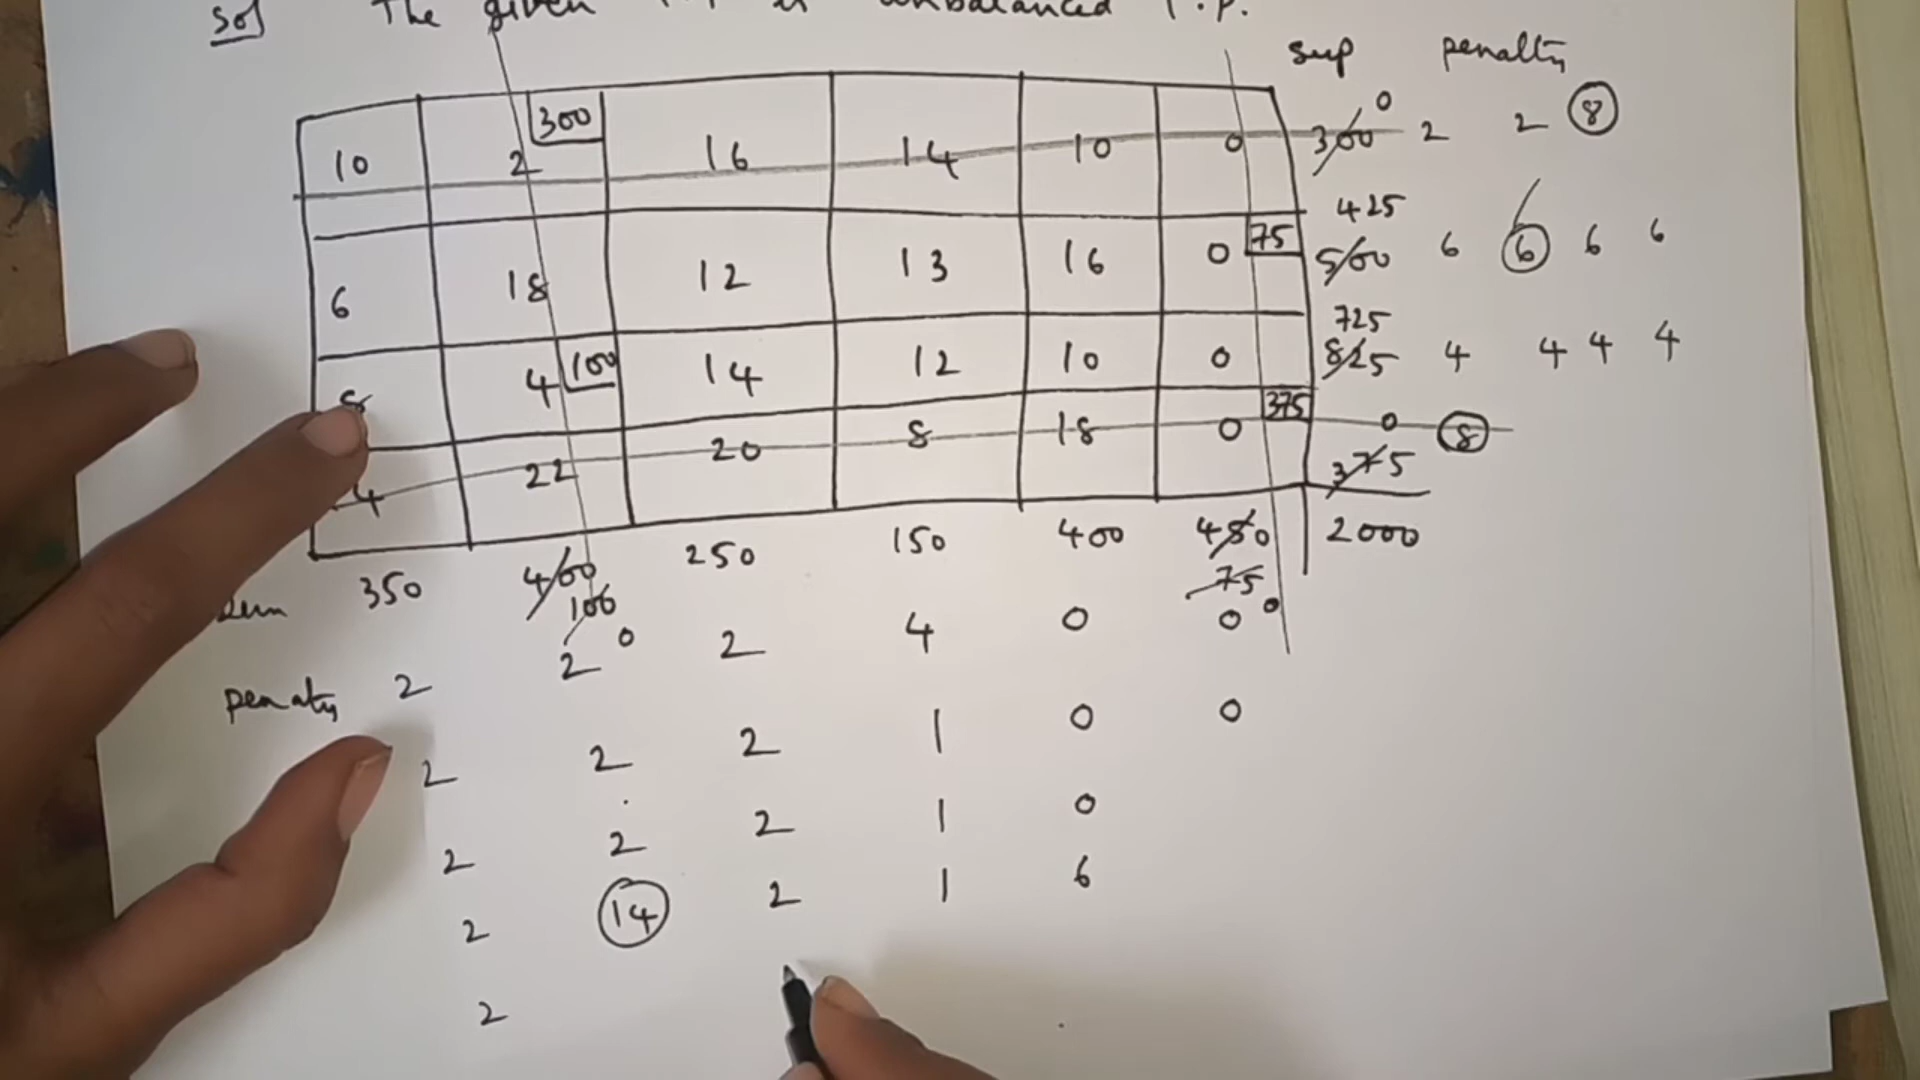 Sol The given is unbalanced T.P.
sup penalty
10 2 300 16 14 10 0 300 0 2 2 8
6 18 12 13 16 0 75 500 425 6 6 6 6
8 4 100 14 12 10 0 825 725 4 4 4 4
4 22 20 8 18 0 375 375 0 8
Dem 350 400 250 150 400 450 2000
100 75
0 0
penalty 2 2 2 4 0 0
2 2 2 1 0 0
2 2 2 1 0
2 14 2 1 6
2